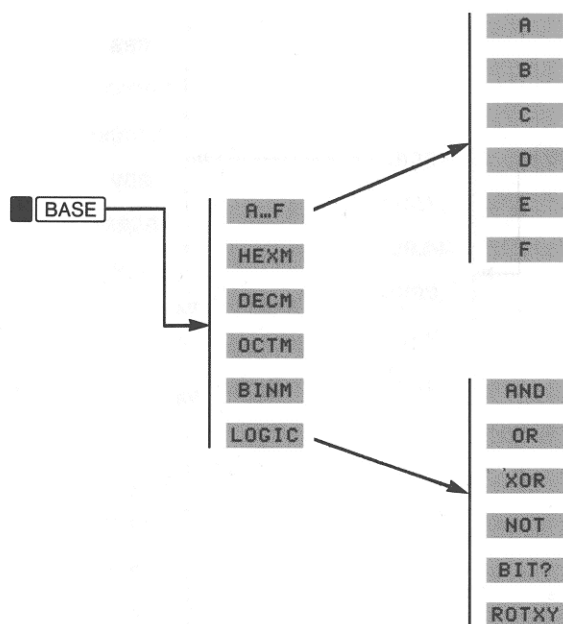 BASE
A…F
HEXM
DECM
OCTM
BINM
LOGIC
A
B
C
D
E
F
AND
OR
XOR
NOT
BIT?
ROTXY